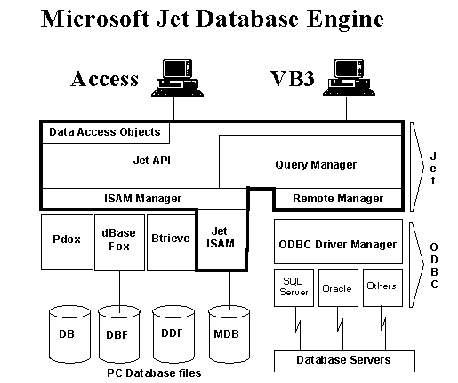 Microsoft Jet Database Engine
Access
VB3
Data Access Objects
Jet API
Query Manager
ISAM Manager
Remote Manager
Jet
Pdox
dBase
Fox
Btrieve
Jet
ISAM
ODBC Driver Manager
SQL
Server
Oracle
Others
ODBC
DB
DBF
DDF
MDB
PC Database files
Database Servers